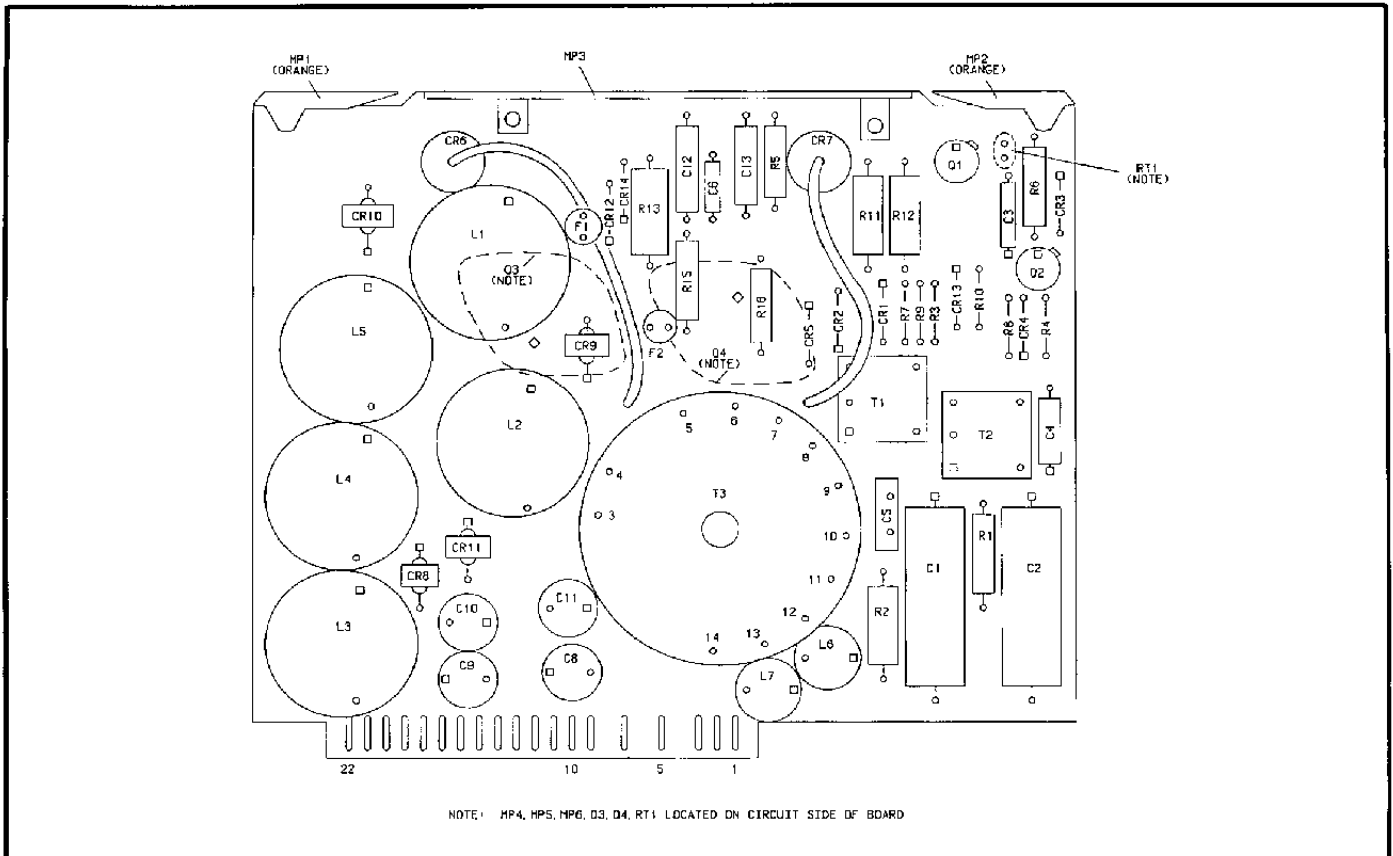 MP1
(ORANGE)
MP3
MP2
(ORANGE)
CR6
CR7
C12
C6
C13
R5
Q1
RT1
(NOTE)
R6
C3
CR3
CR10
L1
F1
CR12
CR14
R13
R11
R12
Q2
Q3
(NOTE)
R15
R16
L5
CR9
F2
Q4
(NOTE)
CR5
CR2
CR1
R7
R9
R3
CR13
R10
R8
CR4
R4
T1
T2
C4
L2
5
6
7
8
4
9
3
T3
10
11
12
13
14
L4
C5
C1
R1
C2
CR11
CR8
R2
L3
C10
C11
C9
C8
L6
L7
22
10
5
1
NOTE: MP4, MP5, MP6, Q3, Q4, RT1 LOCATED ON CIRCUIT SIDE OF BOARD